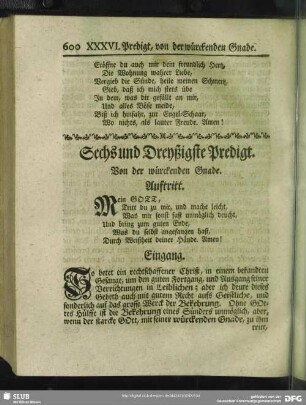 600 XXXVI. Predigt, von der würckenden Gnade.
Eröffne du auch mir dein freundlich Hertz,
Die Wohnung wahrer Liebe,
Vergieb die Sünde, heile meinen Schmertz,
Gieb, daß ich mich stets übe
In dem, was dir gefällt an mir,
Und alles Böse meide,
Biß ich hinfahr, zur Engel-Schaar,
Wo nichts, als lauter Freude. Amen!
Sechs und Dreyßigste Predigt.
Von der würckenden Gnade.
Auftritt.
Mein GOTT,
Tritt du zu mir, und mache leicht,
Was mir sonst fast unmöglich deucht,
Und bring zum guten Ende,
Was du selbst angefangen hast,
Durch Weißheit deiner Hände. Amen!
Eingang.
So betet ein rechtschaffener Christ, in einem bekandten
Gesange, um den guten Fortgang, und Ausgang seiner
Verrichtungen in Leiblichen; aber ich deute dieses
Gebeth auch mit gutem Recht aufs Geistliche, und
sonderlich auf das grosse Werck der Bekehrung. Ohne GOt-
tes Hülffe ist die Bekehrung eines Sünders unmöglich, aber,
wenn der starcke GOtt, mit seiner würckenden Gnade, zu ihm
SLUB
DFG